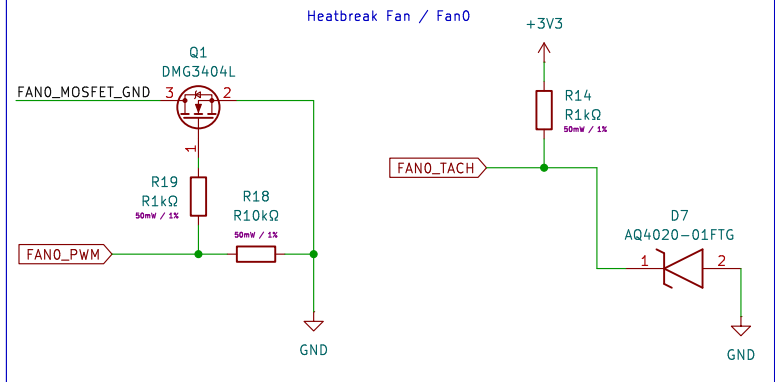 Heatbreak Fan / Fan0
+3V3
Q1
DMG3404L
FAN0_MOSFET_GND
3
2
1
R14
R1kΩ
50mW / 1%
FAN0_TACH
R19
R1kΩ
50mW / 1%
R18
R10kΩ
50mW / 1%
FAN0_PWM
D7
AQ4020-01FTG
1
2
GND
GND